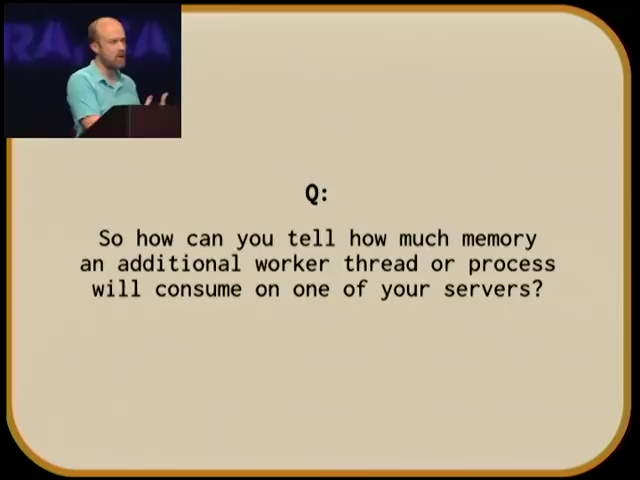 RA,
Q:
So how can you tell how much memory
an additional worker thread or process
will consume on one of your servers?